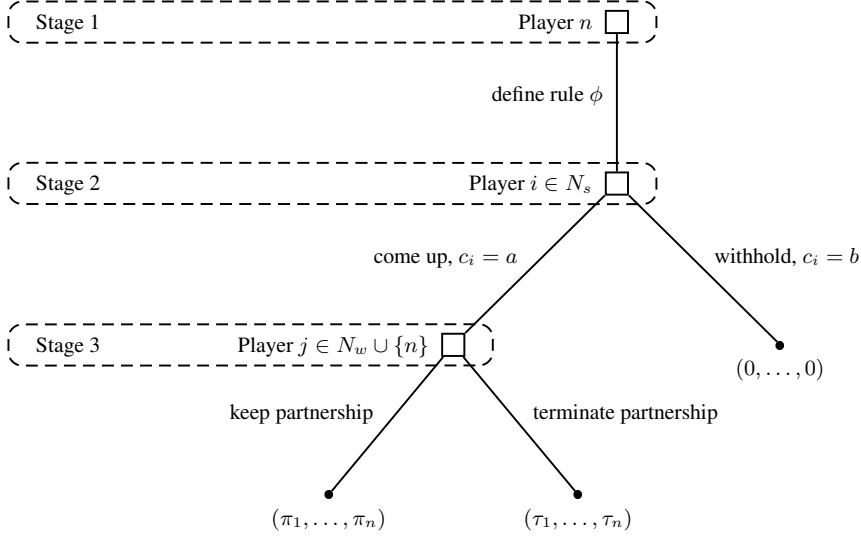 Stage 1 Player n
define rule ϕ
Stage 2 Player i ∈ N_s
come up, c_i = a withhold, c_i = b
Stage 3 Player j ∈ N_w ∪ {n}
(0, . . . , 0)
keep partnership terminate partnership
(π_1, . . . , π_n) (τ_1, . . . , τ_n)